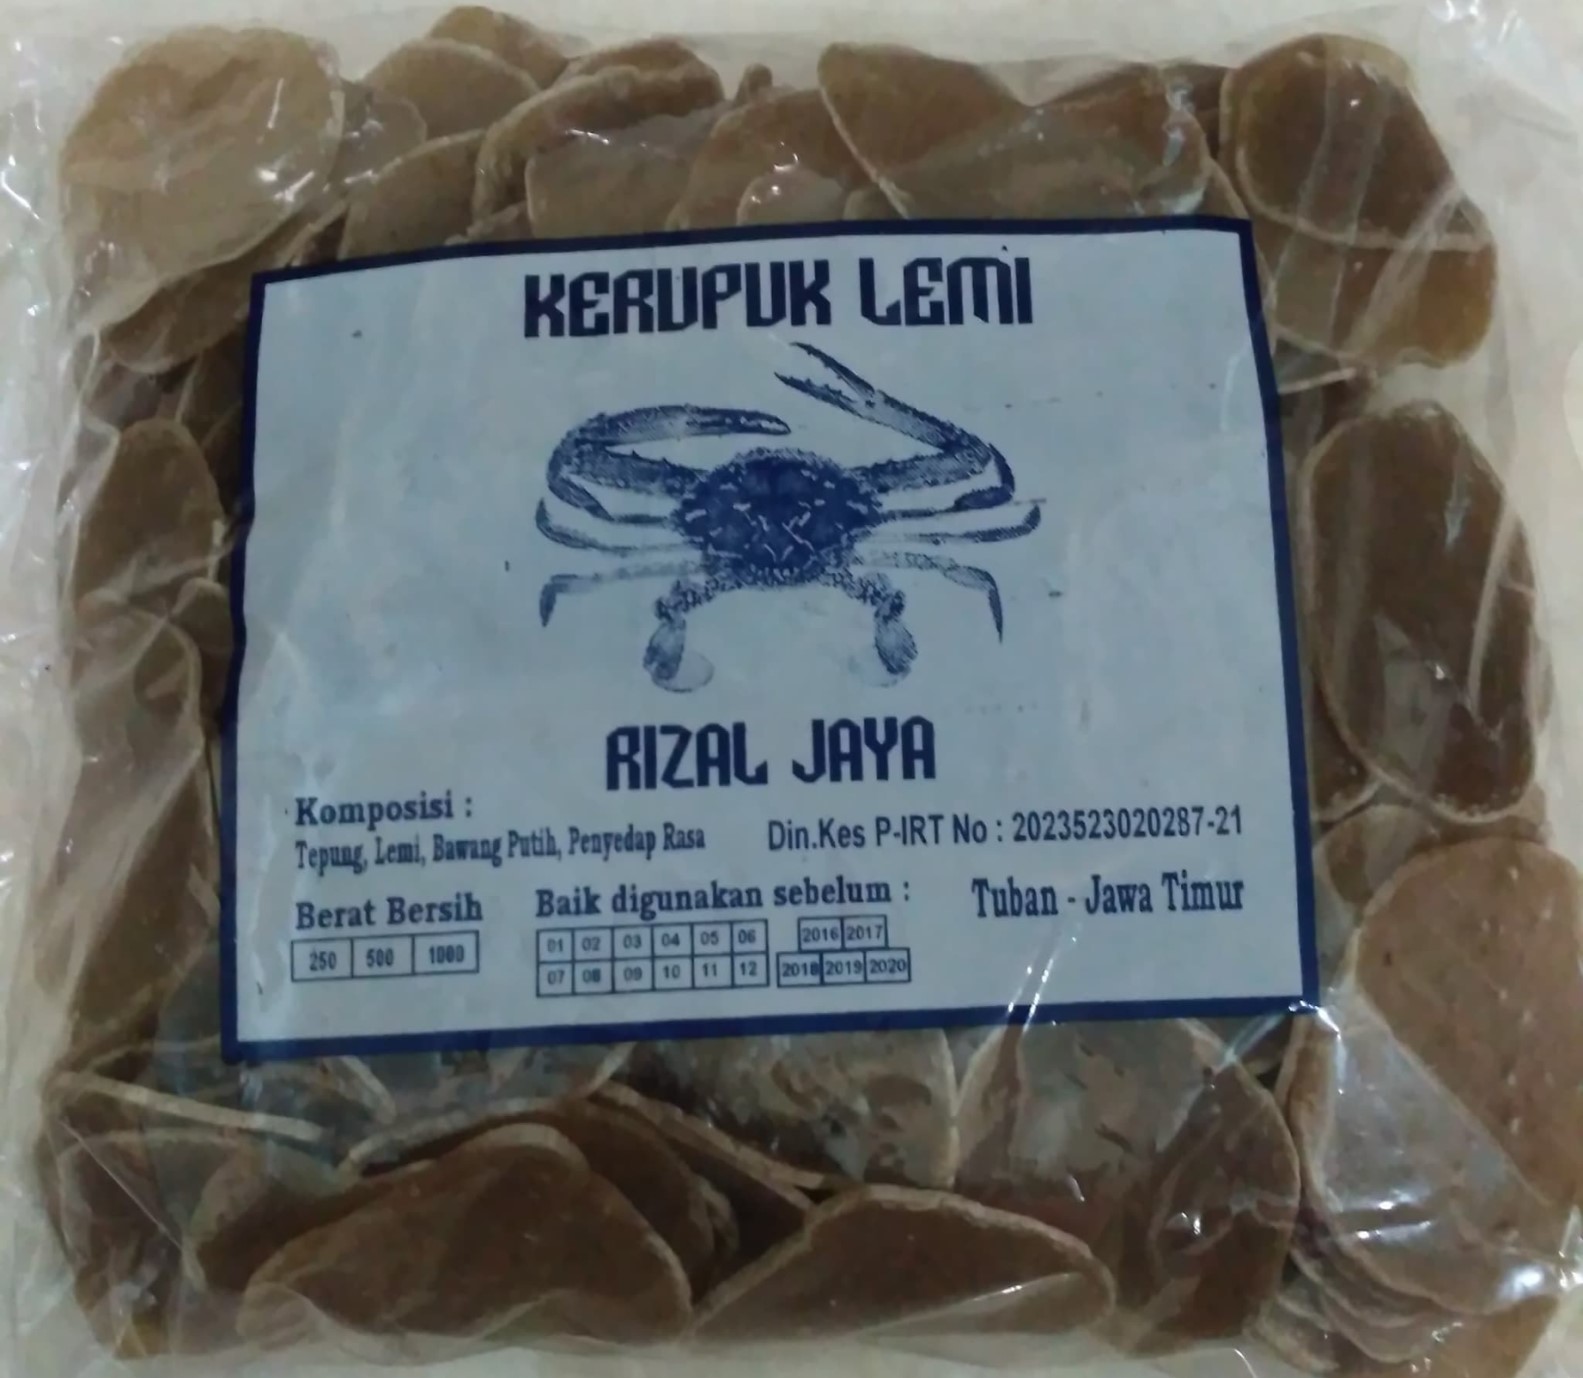 KERUPUK LEMI
RIZAL JAYA
Komposisi :
Tepung, Lemi, Bawang Putih, Penyedap Rasa
Din.Kes P-IRT No : 2023523020287-21
Berat Bersih
250 500 1000
Baik digunakan sebelum :
01 02 03 04 05 06 2016 2017
07 08 09 10 11 12 2018 2019 2020
Tuban - Jawa Timur